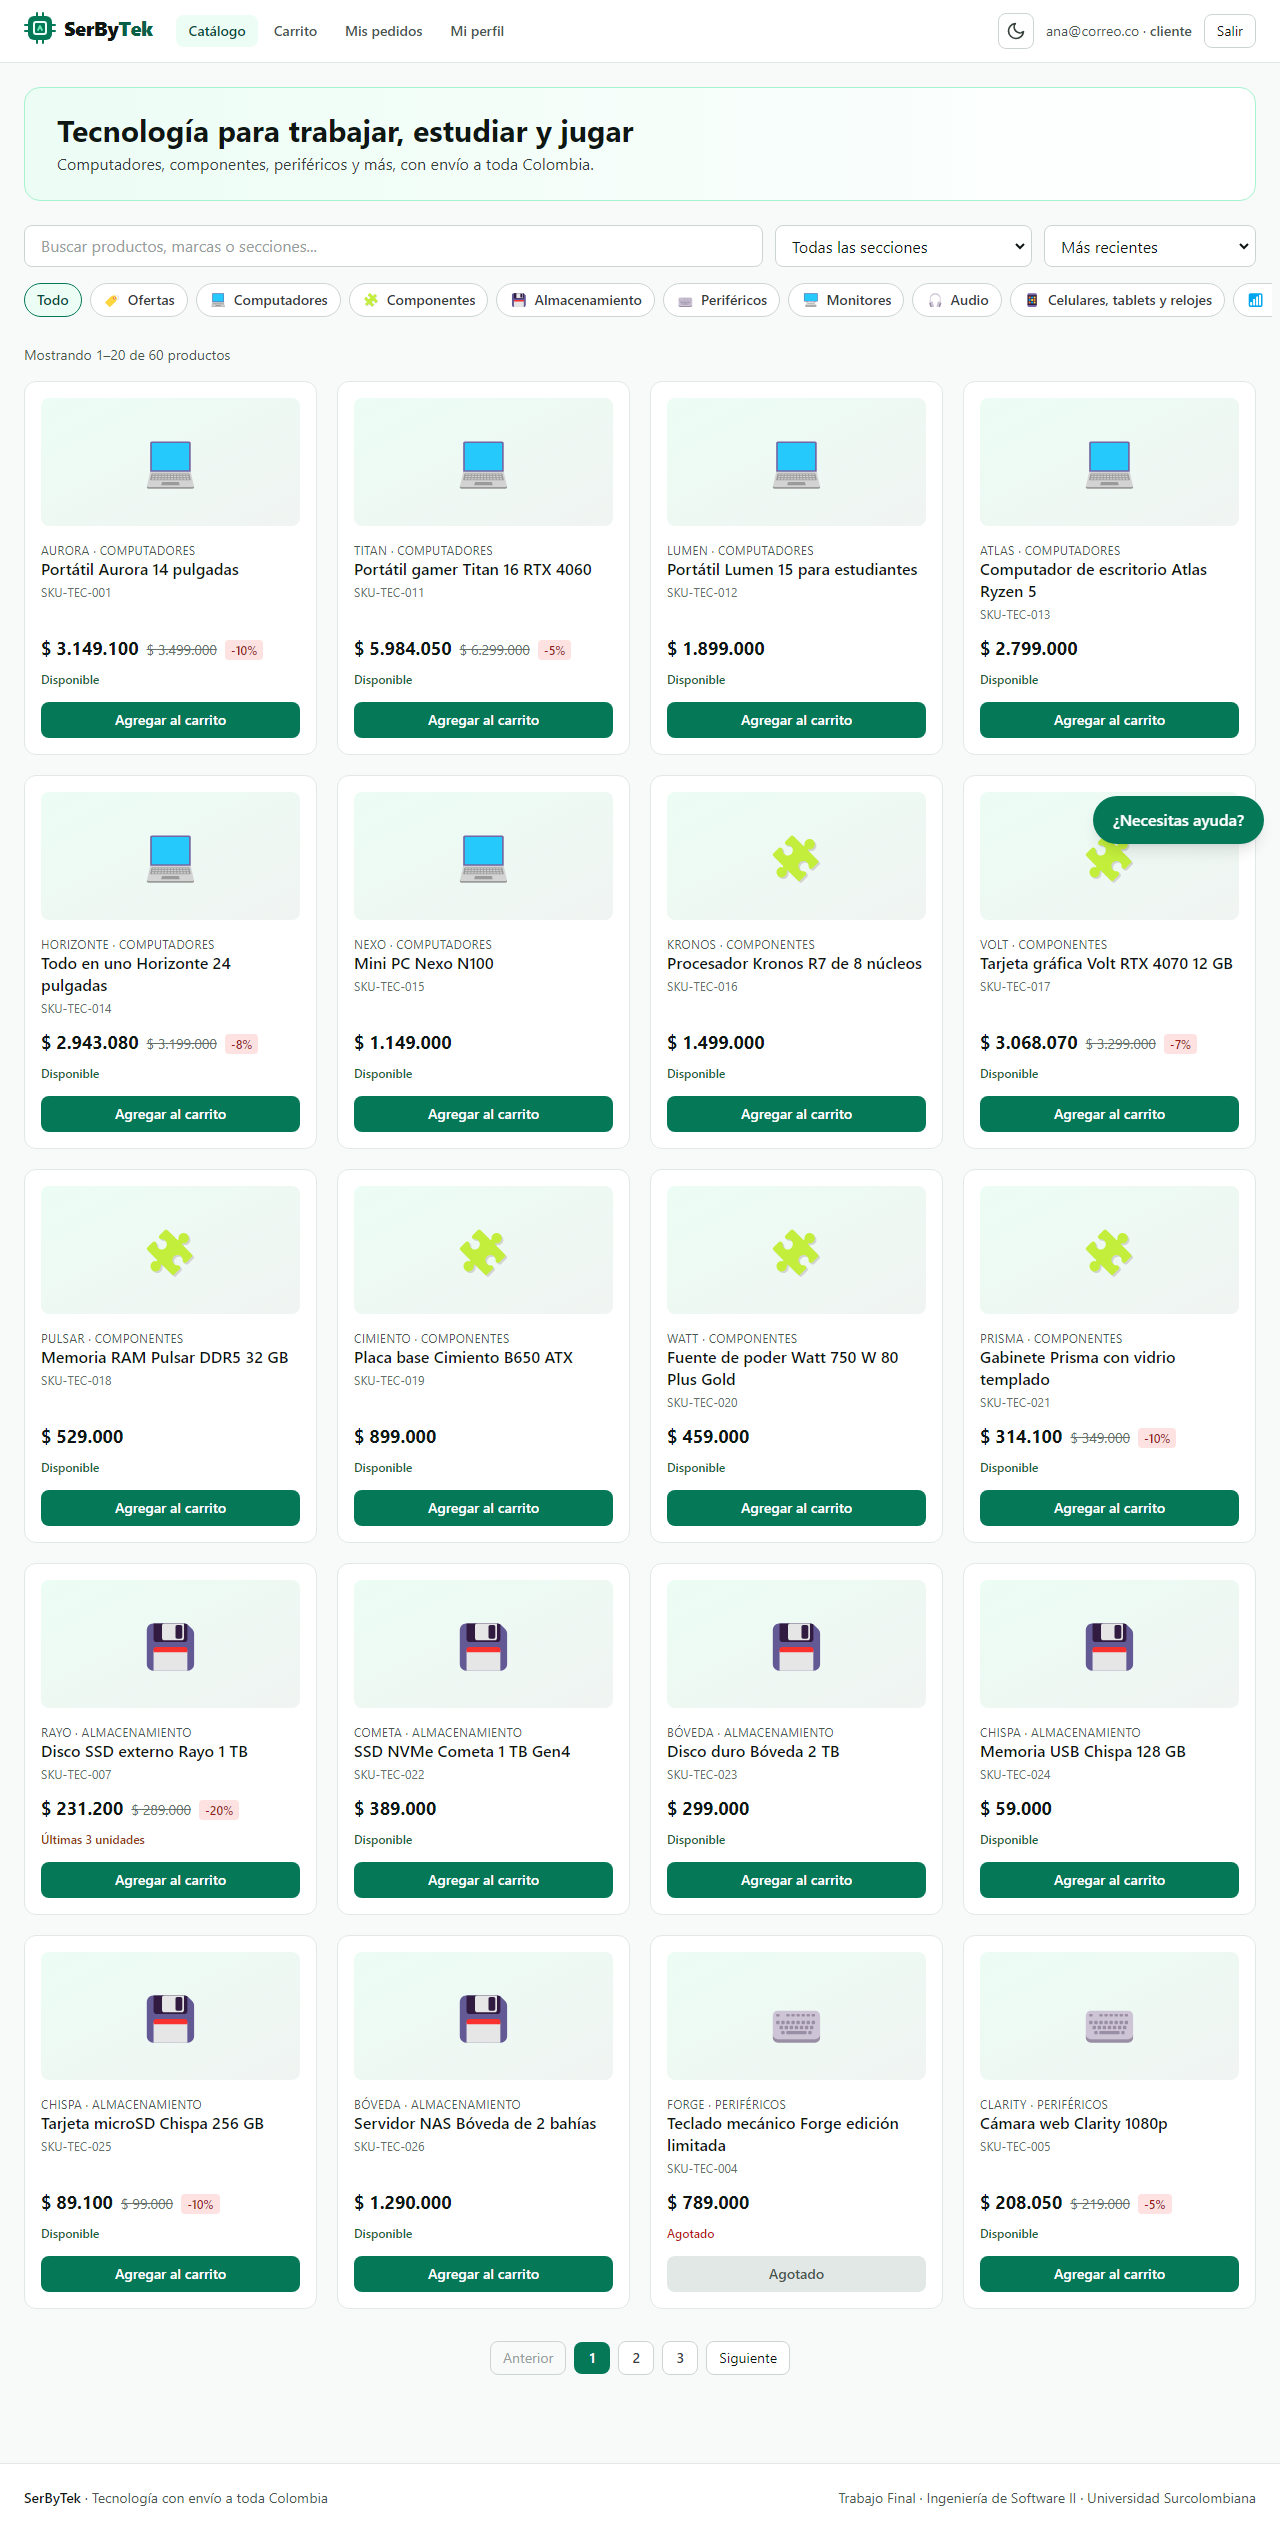 SerByTek
Catálogo
Carrito
Mis pedidos
Mi perfil
ana@correo.co · cliente
Salir
Tecnología para trabajar, estudiar y jugar
Computadores, componentes, periféricos y más, con envío a toda Colombia.
Buscar productos, marcas o secciones...
Todas las secciones
Más recientes
Todo
Ofertas
Computadores
Componentes
Almacenamiento
Periféricos
Monitores
Audio
Celulares, tablets y relojes
Mostrando 1–20 de 60 productos
AURORA · COMPUTADORES
Portátil Aurora 14 pulgadas
SKU-TEC-001
$ 3.149.100 $ 3.499.000 -10%
Disponible
Agregar al carrito
TITAN · COMPUTADORES
Portátil gamer Titan 16 RTX 4060
SKU-TEC-011
$ 5.984.050 $ 6.299.000 -5%
Disponible
Agregar al carrito
LUMEN · COMPUTADORES
Portátil Lumen 15 para estudiantes
SKU-TEC-012
$ 1.899.000
Disponible
Agregar al carrito
ATLAS · COMPUTADORES
Computador de escritorio Atlas
Ryzen 5
SKU-TEC-013
$ 2.799.000
Disponible
Agregar al carrito
HORIZONTE · COMPUTADORES
Todo en uno Horizonte 24
pulgadas
SKU-TEC-014
$ 2.943.080 $ 3.199.000 -8%
Disponible
Agregar al carrito
NEXO · COMPUTADORES
Mini PC Nexo N100
SKU-TEC-015
$ 1.149.000
Disponible
Agregar al carrito
KRONOS · COMPONENTES
Procesador Kronos R7 de 8 núcleos
SKU-TEC-016
$ 1.499.000
Disponible
Agregar al carrito
¿Necesitas ayuda?
VOLT · COMPONENTES
Tarjeta gráfica Volt RTX 4070 12 GB
SKU-TEC-017
$ 3.068.070 $ 3.299.000 -7%
Disponible
Agregar al carrito
PULSAR · COMPONENTES
Memoria RAM Pulsar DDR5 32 GB
SKU-TEC-018
$ 529.000
Disponible
Agregar al carrito
CIMIENTO · COMPONENTES
Placa base Cimiento B650 ATX
SKU-TEC-019
$ 899.000
Disponible
Agregar al carrito
WATT · COMPONENTES
Fuente de poder Watt 750 W 80
Plus Gold
SKU-TEC-020
$ 459.000
Disponible
Agregar al carrito
PRISMA · COMPONENTES
Gabinete Prisma con vidrio
templado
SKU-TEC-021
$ 314.100 $ 349.000 -10%
Disponible
Agregar al carrito
RAYO · ALMACENAMIENTO
Disco SSD externo Rayo 1 TB
SKU-TEC-007
$ 231.200 $ 289.000 -20%
Últimas 3 unidades
Agregar al carrito
COMETA · ALMACENAMIENTO
SSD NVMe Cometa 1 TB Gen4
SKU-TEC-022
$ 389.000
Disponible
Agregar al carrito
BÓVEDA · ALMACENAMIENTO
Disco duro Bóveda 2 TB
SKU-TEC-023
$ 299.000
Disponible
Agregar al carrito
CHISPA · ALMACENAMIENTO
Memoria USB Chispa 128 GB
SKU-TEC-024
$ 59.000
Disponible
Agregar al carrito
CHISPA · ALMACENAMIENTO
Tarjeta microSD Chispa 256 GB
SKU-TEC-025
$ 89.100 $ 99.000 -10%
Disponible
Agregar al carrito
BÓVEDA · ALMACENAMIENTO
Servidor NAS Bóveda de 2 bahías
SKU-TEC-026
$ 1.290.000
Disponible
Agregar al carrito
FORGE · PERIFÉRICOS
Teclado mecánico Forge edición
limitada
SKU-TEC-004
$ 789.000
Agotado
Agotado
CLARITY · PERIFÉRICOS
Cámara web Clarity 1080p
SKU-TEC-005
$ 208.050 $ 219.000 -5%
Disponible
Agregar al carrito
Anterior
1
2
3
Siguiente
SerByTek · Tecnología con envío a toda Colombia
Trabajo Final · Ingeniería de Software II · Universidad Surcolombiana